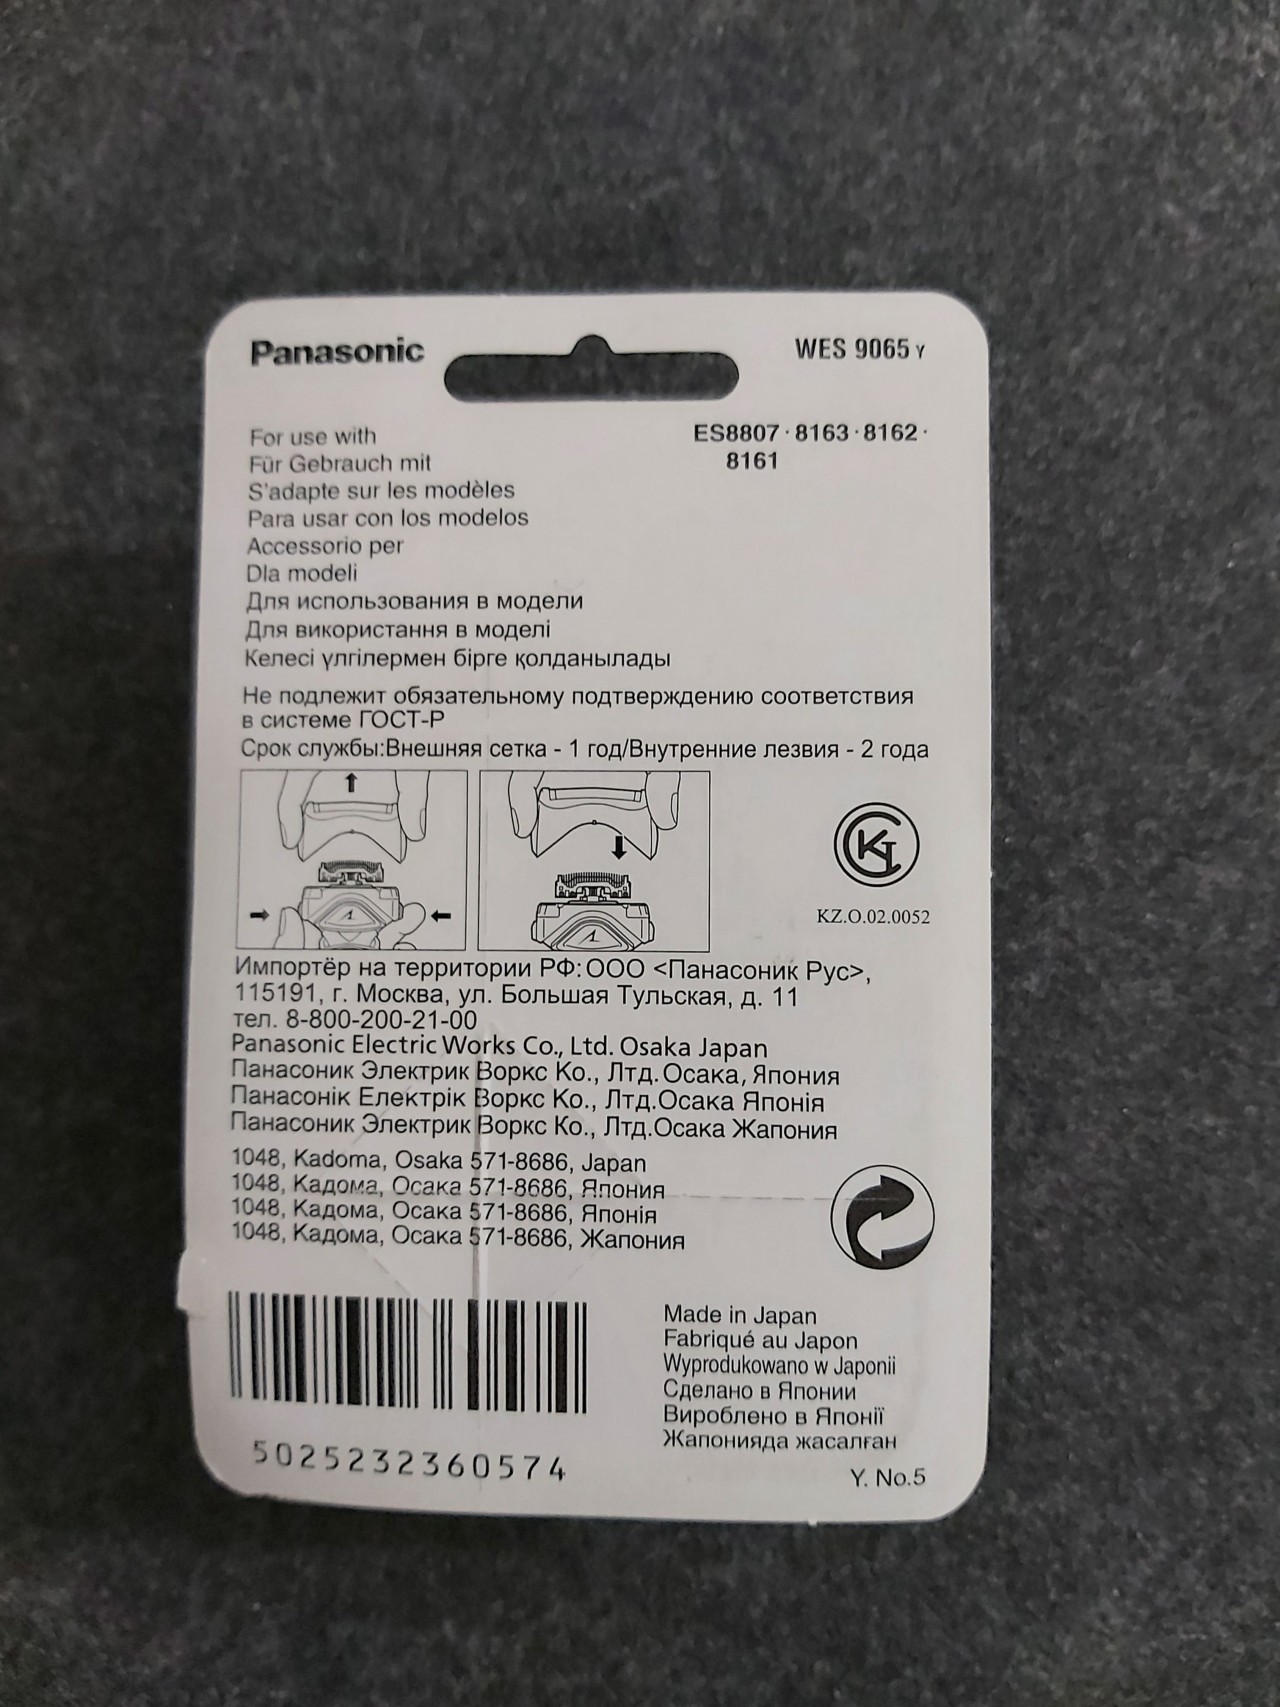 Panasonic
WES 9065 Y
For use with
Für Gebrauch mit
S'adapte sur les modèles
Para usar con los modelos
Accessorio per
Dla modeli
Для использования в модели
Для використання в моделі
Келесі үлгілермен бірге қолданылады
ES8807·8163·8162·
8161
Не подлежит обязательному подтверждению соответствия
в системе ГОСТ-Р
Срок службы:Внешняя сетка - 1 год/Внутренние лезвия - 2 года
KZ.O.02.0052
Импортёр на территории РФ:ООО <Панасоник Рус>,
115191, г. Москва, ул. Большая Тульская, д. 11
тел. 8-800-200-21-00
Panasonic Electric Works Co., Ltd. Osaka Japan
Панасоник Электрик Воркс Ко., Лтд.Осака, Япония
Панасонік Електрік Воркс Ко., Лтд.Осака Японія
Панасоник Электрик Воркс Ко., Лтд.Осака Жапония
1048, Kadoma, Osaka 571-8686, Japan
1048, Кадома, Осака 571-8686, Япония
1048, Кадома, Осака 571-8686, Японія
1048, Кадома, Осака 571-8686, Жапония
5025232360574
Made in Japan
Fabriqué au Japon
Wyprodukowano w Japonii
Сделано в Японии
Вироблено в Японії
Жапонияда жасалған
Y. No.5